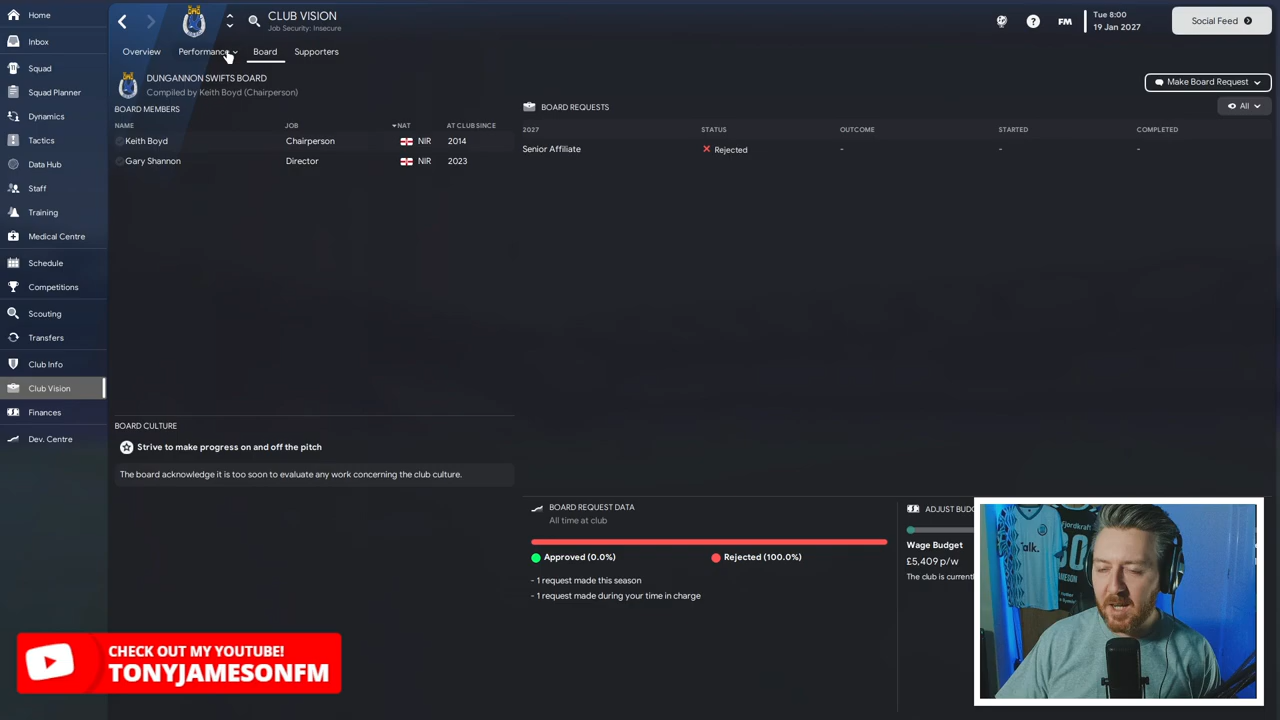 CLUB VISION
Job Security: Insecure
FM
Tue 8:00
19 Jan 2027
Social Feed
Home
Inbox
Squad
Squad Planner
Dynamics
Tactics
Data Hub
Staff
Training
Medical Centre
Schedule
Competitions
Scouting
Transfers
Club Info
Club Vision
Finances
Dev. Centre
Overview
Performance
Board
Supporters
DUNGANNON SWIFTS BOARD
Compiled by Keith Boyd (Chairperson)
Make Board Request
BOARD MEMBERS
NAME JOB NAT AT CLUB SINCE
Keith Boyd Chairperson NIR 2014
Gary Shannon Director NIR 2023
BOARD REQUESTS
All
2027 STATUS OUTCOME STARTED COMPLETED
Senior Affiliate Rejected - - -
BOARD CULTURE
Strive to make progress on and off the pitch
The board acknowledge it is too soon to evaluate any work concerning the club culture.
BOARD REQUEST DATA
All time at club
Approved (0.0%) Rejected (100.0%)
- 1 request made this season
- 1 request made during your time in charge
ADJUST
Wage Budget
£5,409 p/w
The club is
CHECK OUT MY YOUTUBE!
TONYJAMESONFM
Talk.
fjordkraft
JAMESON